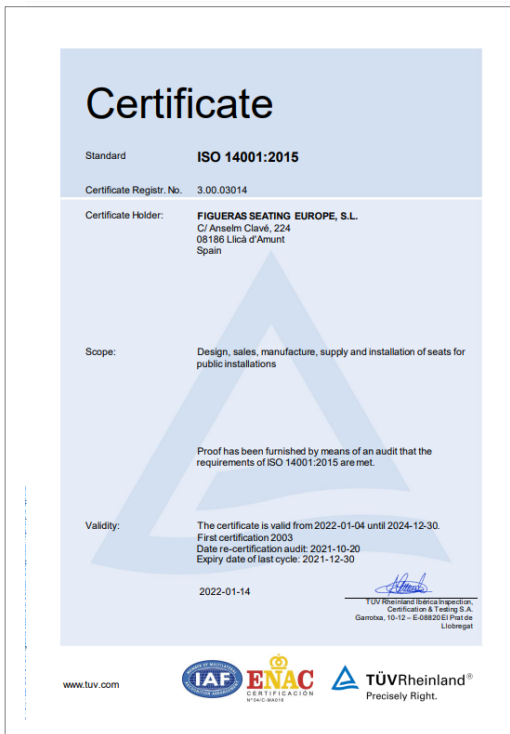 Certificate
Standard ISO 14001:2015
Certificate Registr. No. 3.00.03014
Certificate Holder: FIGUERAS SEATING EUROPE, S.L.
C/ Anselm Clavé, 224
08186 Llicà d'Amunt
Spain
Scope: Design, sales, manufacture, supply and installation of seats for
public installations
Proof has been furnished by means of an audit that the
requirements of ISO 14001:2015 are met.
Validity: The certificate is valid from 2022-01-04 until 2024-12-30.
First certification 2003
Date re-certification audit: 2021-10-20
Expiry date of last cycle: 2021-12-30
2022-01-14
TÜV Rheinland Ibérica Inspection,
Certification & Testing S.A.
Garrotxa, 10-12 – E-08820 El Prat de
Llobregat
www.tuv.com
IAF
ENAC
CERTIFICACIÓN
TÜVRheinland®
Precisely Right.